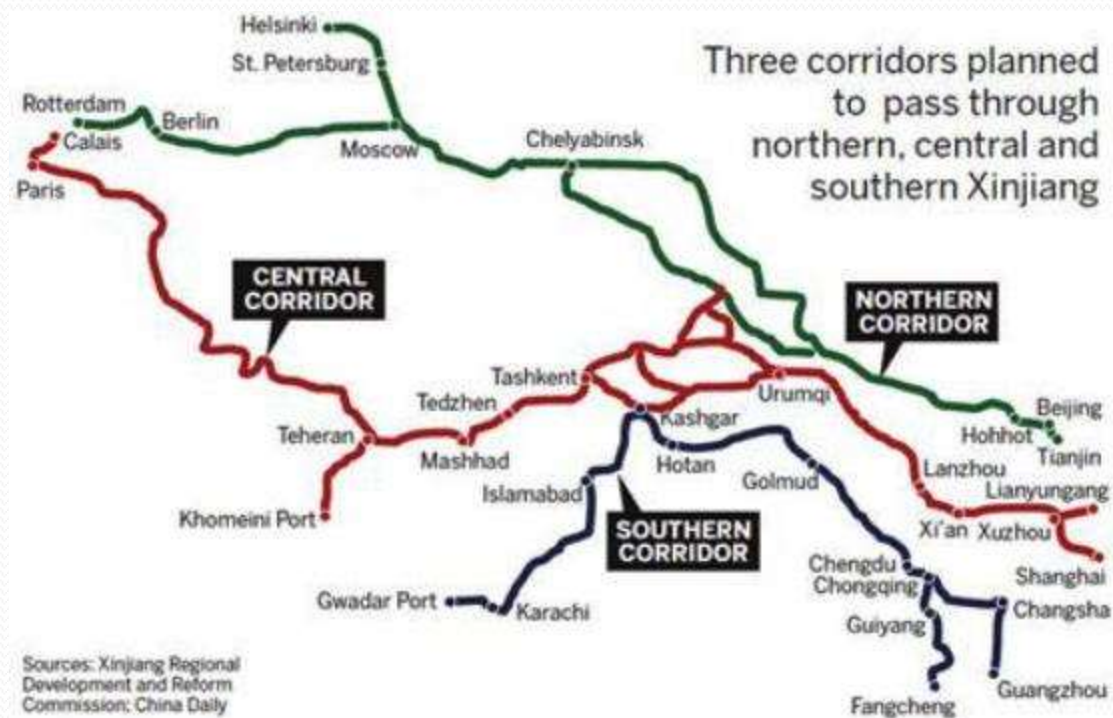 Helsinki
St. Petersburg
Three corridors planned
to pass through
northern, central and
southern Xinjiang
Rotterdam
Calais
Berlin
Moscow
Chelyabinsk
Paris
CENTRAL
CORRIDOR
NORTHERN
CORRIDOR
Tashkent
Urumqi
Tedzhen
Kashgar
Beijing
Teheran
Mashhad
Hotan
Hohhot
Tianjin
Golmud
Lanzhou
Islamabad
Lianyungang
Khomeini Port
SOUTHERN
CORRIDOR
Xi'an
Xuzhou
Chengdu
Chongqing
Shanghai
Gwadar Port
Karachi
Changsha
Guiyang
Guangzhou
Fangcheng
Sources: Xinjiang Regional
Development and Reform
Commission; China Daily